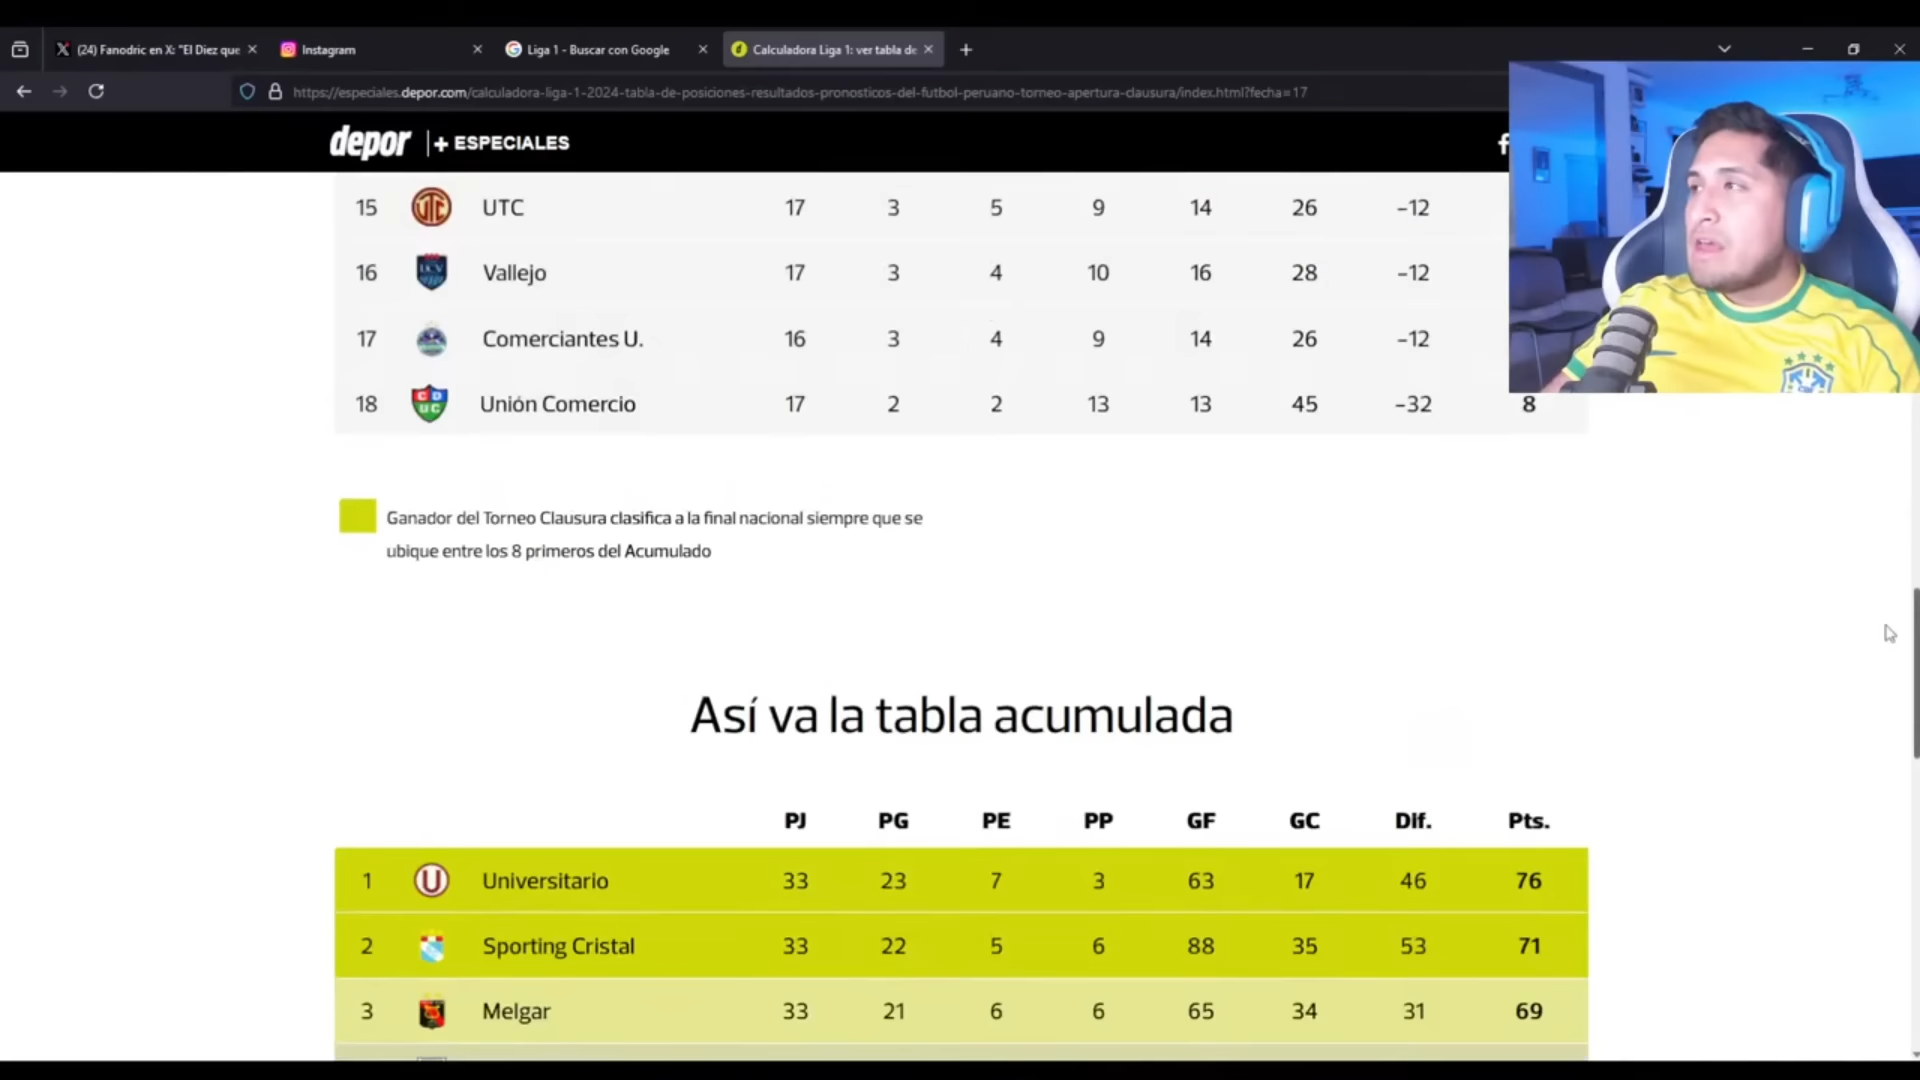 (24) Fanodric en X: "El Diez que
Instagram
Liga 1 - Buscar con Google
Calculadora Liga 1: ver tabla de
https://especiales.depor.com/calculadora-liga-1-2024-tabla-de-posiciones-resultados-pronosticos-del-futbol-peruano-torneo-apertura-clausura/index.html?fecha=17
depor + ESPECIALES
15 UTC 17 3 5 9 14 26 -12
16 Vallejo 17 3 4 10 16 28 -12
17 Comerciantes U. 16 3 4 9 14 26 -12
18 Unión Comercio 17 2 2 13 13 45 -32 8
Ganador del Torneo Clausura clasifica a la final nacional siempre que se
ubique entre los 8 primeros del Acumulado
Así va la tabla acumulada
PJ PG PE PP GF GC Dif. Pts.
1 U Universitario 33 23 7 3 63 17 46 76
2 Sporting Cristal 33 22 5 6 88 35 53 71
3 Melgar 33 21 6 6 65 34 31 69